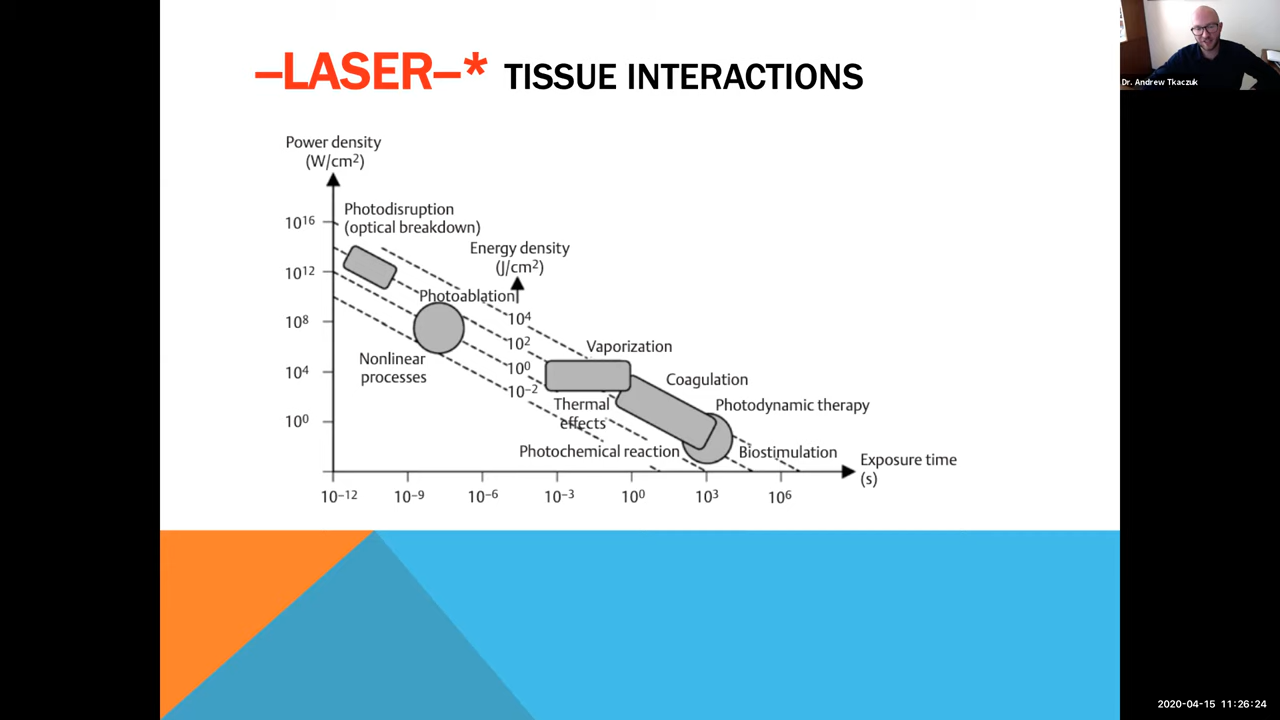 –LASER–* TISSUE INTERACTIONS
Dr. Andrew Tkaczuk
Power density
(W/cm²)
10¹⁶
10¹²
10⁸
10⁴
10⁰
Photodisruption
(optical breakdown)
Energy density
(J/cm²)
Photoablation
10⁴
10²
10⁰
10⁻²
Nonlinear
processes
Vaporization
Thermal
effects
Coagulation
Photodynamic therapy
Photochemical reaction
Biostimulation
Exposure time
(s)
10⁻¹²
10⁻⁹
10⁻⁶
10⁻³
10⁰
10³
10⁶
2020-04-15 11:26:24